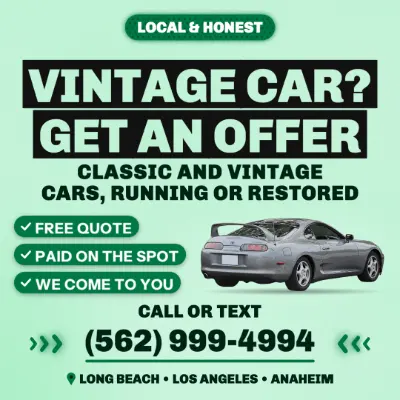 LOCAL & HONEST
VINTAGE CAR?
GET AN OFFER
CLASSIC AND VINTAGE
CARS, RUNNING OR RESTORED
FREE QUOTE
PAID ON THE SPOT
WE COME TO YOU
CALL OR TEXT
(562) 999-4994
LONG BEACH • LOS ANGELES • ANAHEIM